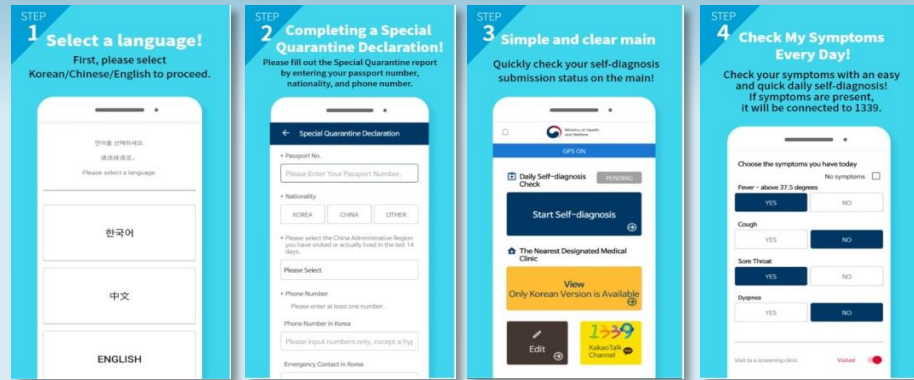 STEP
1
Select a language!
First, please select
Korean/Chinese/English to proceed.
언어를 선택하세요.
请选择语言。
Please select a language.
한국어
中文
ENGLISH
STEP
2
Completing a Special
Quarantine Declaration!
Please fill out the Special Quarantine report
by entering your passport number,
nationality, and phone number.
Special Quarantine Declaration
• Passport No.
Please Enter Your Passport Number.
• Nationality
KOREA
CHINA
OTHER
• Please select the China Administrative Region
you have visited or actually lived in the last 14
days.
Please Select
• Phone Number
Please enter at least one number.
Phone Number in Korea
Please input numbers only, except a hyp
Emergency Contact In Korea
STEP
3
Simple and clear main
Quickly check your self-diagnosis
submission status on the main!
Ministry of Health
and Welfare
GPS ON
Daily Self-diagnosis
Check
PENDING
Start Self-diagnosis
The Nearest Designated Medical
Clinic
View
Only Korean Version is Available
Edit
1339
KakaoTalk
Channel
STEP
4
Check My Symptoms
Every Day!
Check your symptoms with an easy
and quick daily self-diagnosis!
If symptoms are present,
it will be connected to 1339.
Choose the symptoms you have today
No symptoms
Fever - above 37.5 degrees
YES
NO
Cough
YES
NO
Sore Throat
YES
NO
Dyspnea
YES
NO
Visit to a screening clinic
Visited